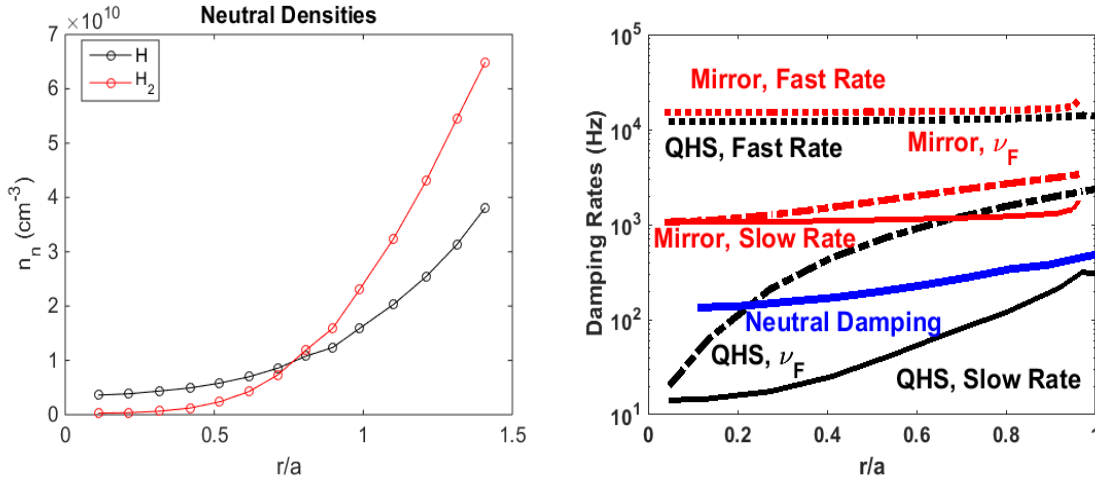 Neutral Densities
×10^10
H
H_2
7
6
5
4
3
2
1
0
n_n (cm^-3)
0
0.5
1
1.5
r/a
10^5
10^4
10^3
10^2
10^1
Damping Rates (Hz)
Mirror, Fast Rate
QHS, Fast Rate
Mirror, ν_F
Mirror, Slow Rate
Neutral Damping
QHS, ν_F
QHS, Slow Rate
0
0.2
0.4
0.6
0.8
1
r/a